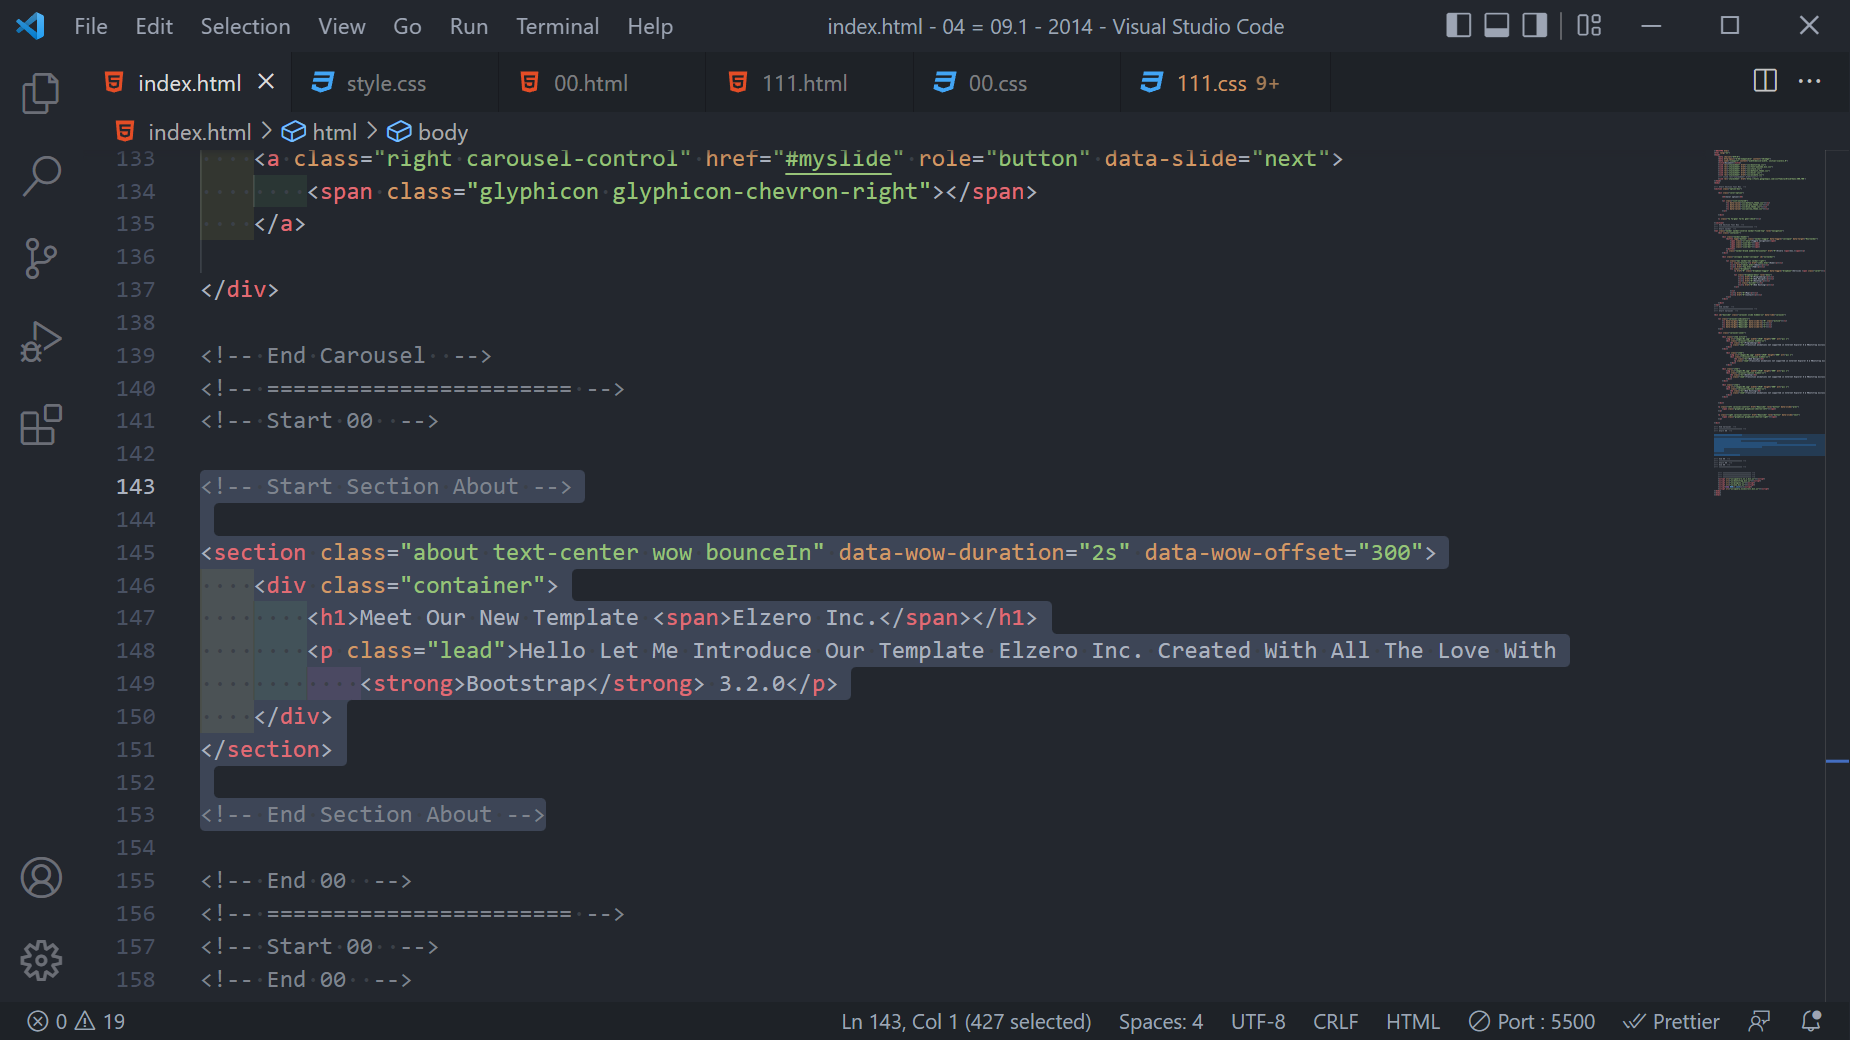 File Edit Selection View Go Run Terminal Help index.html - 04 = 09.1 - 2014 - Visual Studio Code
index.html style.css 00.html 111.html 00.css 111.css 9+
index.html > html > body
133 <a class="right carousel-control" href="#myslide" role="button" data-slide="next">
134 <span class="glyphicon glyphicon-chevron-right"></span>
135 </a>
136
137 </div>
138
139 <!-- End Carousel  -->
140 <!-- ======================= -->
141 <!-- Start 00  -->
142
143 <!-- Start Section About -->
144
145 <section class="about text-center wow bounceIn" data-wow-duration="2s" data-wow-offset="300">
146 <div class="container">
147 <h1>Meet Our New Template <span>Elzero Inc.</span></h1>
148 <p class="lead">Hello Let Me Introduce Our Template Elzero Inc. Created With All The Love With
149 <strong>Bootstrap</strong> 3.2.0</p>
150 </div>
151 </section>
152
153 <!-- End Section About -->
154
155 <!-- End 00  -->
156 <!-- ======================= -->
157 <!-- Start 00  -->
158 <!-- End 00  -->
0 19 Ln 143, Col 1 (427 selected) Spaces: 4 UTF-8 CRLF HTML Port : 5500 Prettier